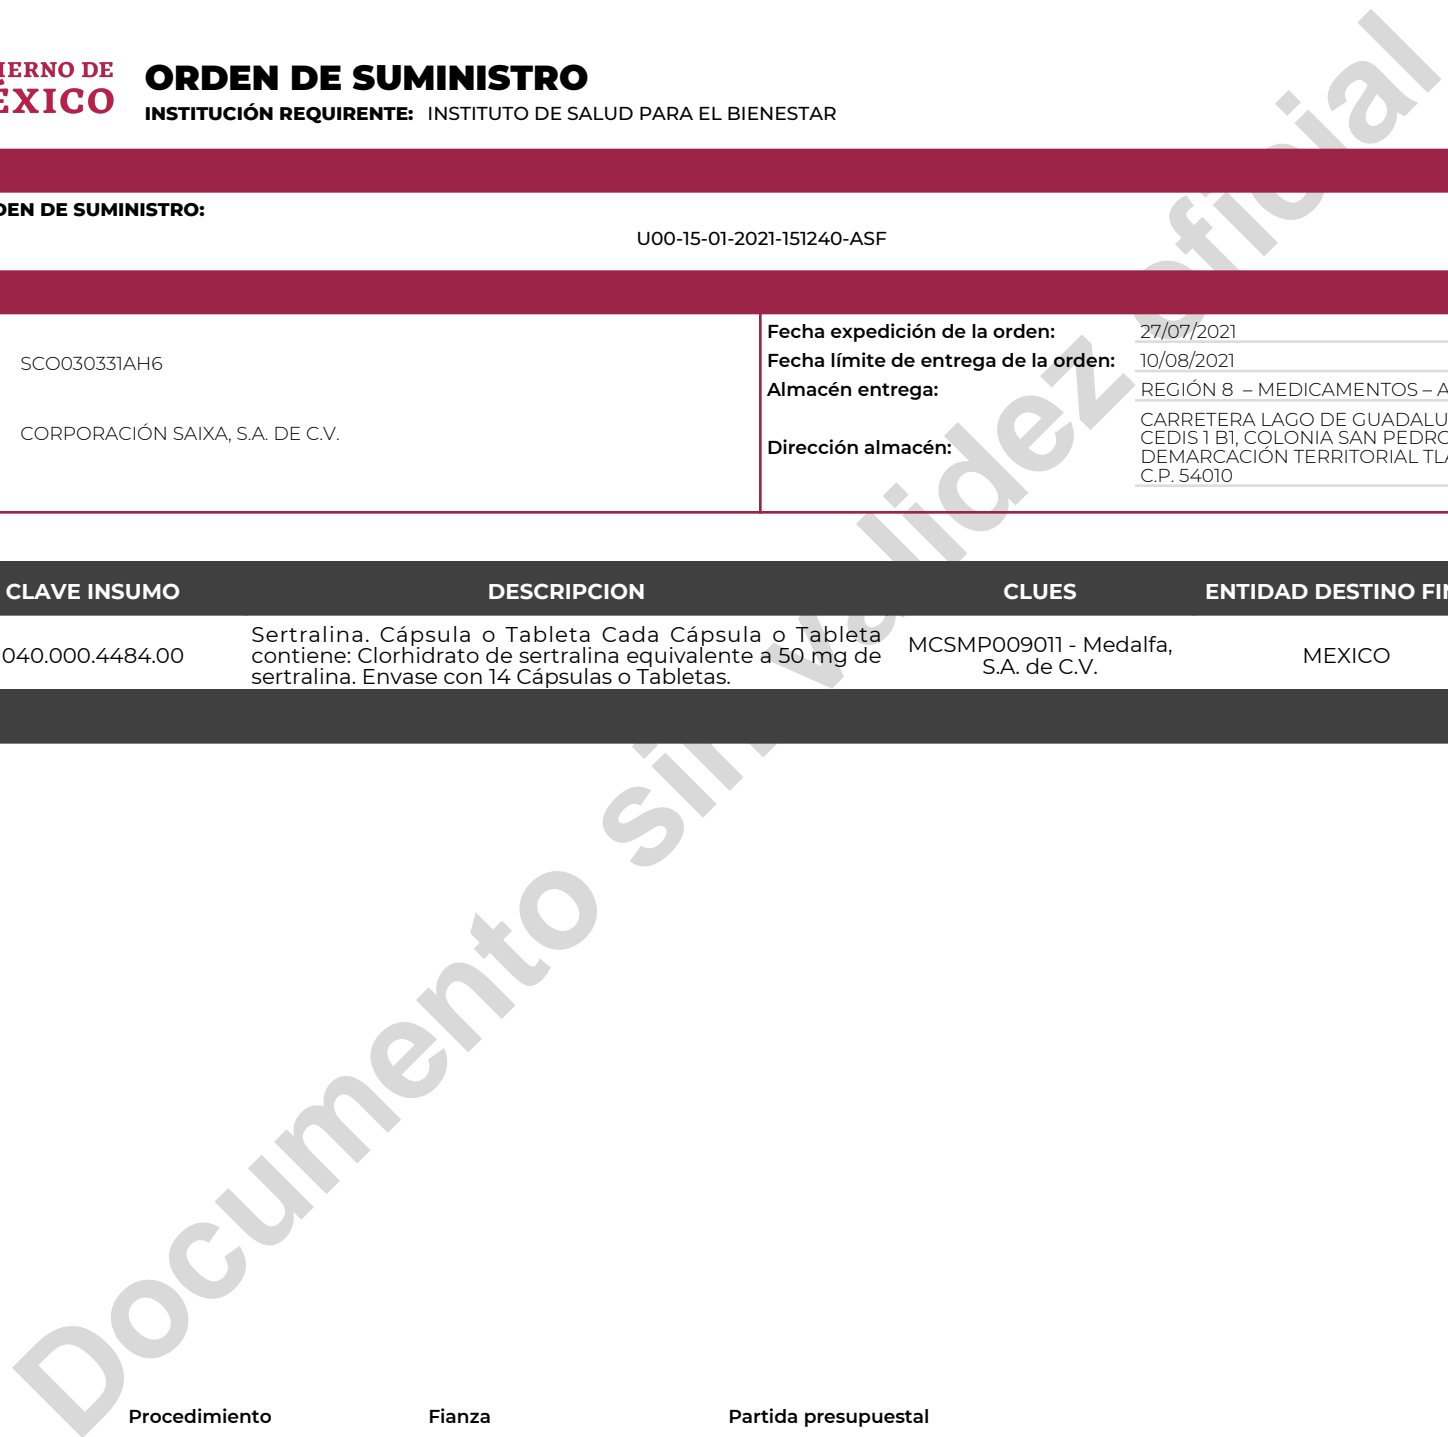 IERNO DE
ÉXICO
ORDEN DE SUMINISTRO
INSTITUCIÓN REQUIRENTE: INSTITUTO DE SALUD PARA EL BIENESTAR
DEN DE SUMINISTRO:
U00-15-01-2021-151240-ASF
SCO030331AH6
CORPORACIÓN SAIXA, S.A. DE C.V.
Fecha expedición de la orden: 27/07/2021
Fecha límite de entrega de la orden: 10/08/2021
Almacén entrega: REGIÓN 8 – MEDICAMENTOS – A
Dirección almacén:
CARRETERA LAGO DE GUADALU
CEDIS 1 B1, COLONIA SAN PEDRO
DEMARCACIÓN TERRITORIAL TLA
C.P. 54010
CLAVE INSUMO DESCRIPCION CLUES ENTIDAD DESTINO FIN
040.000.4484.00
Sertralina. Cápsula o Tableta Cada Cápsula o Tableta
contiene: Clorhidrato de sertralina equivalente a 50 mg de
sertralina. Envase con 14 Cápsulas o Tabletas.
MCSMP009011 - Medalfa,
S.A. de C.V.
MEXICO
Documento sin validez oficial
Procedimiento Fianza Partida presupuestal